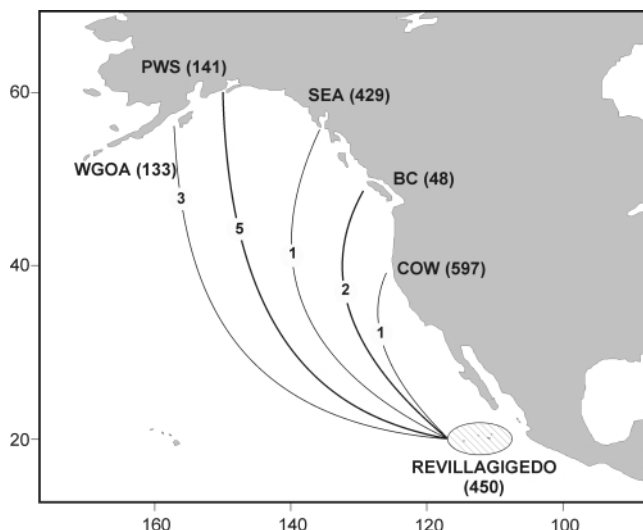 PWS (141)
60
SEA (429)
WGOA (133)
BC (48)
3
5
1
2
40
COW (597)
1
20
REVILLAGIGEDO
(450)
160
140
120
100